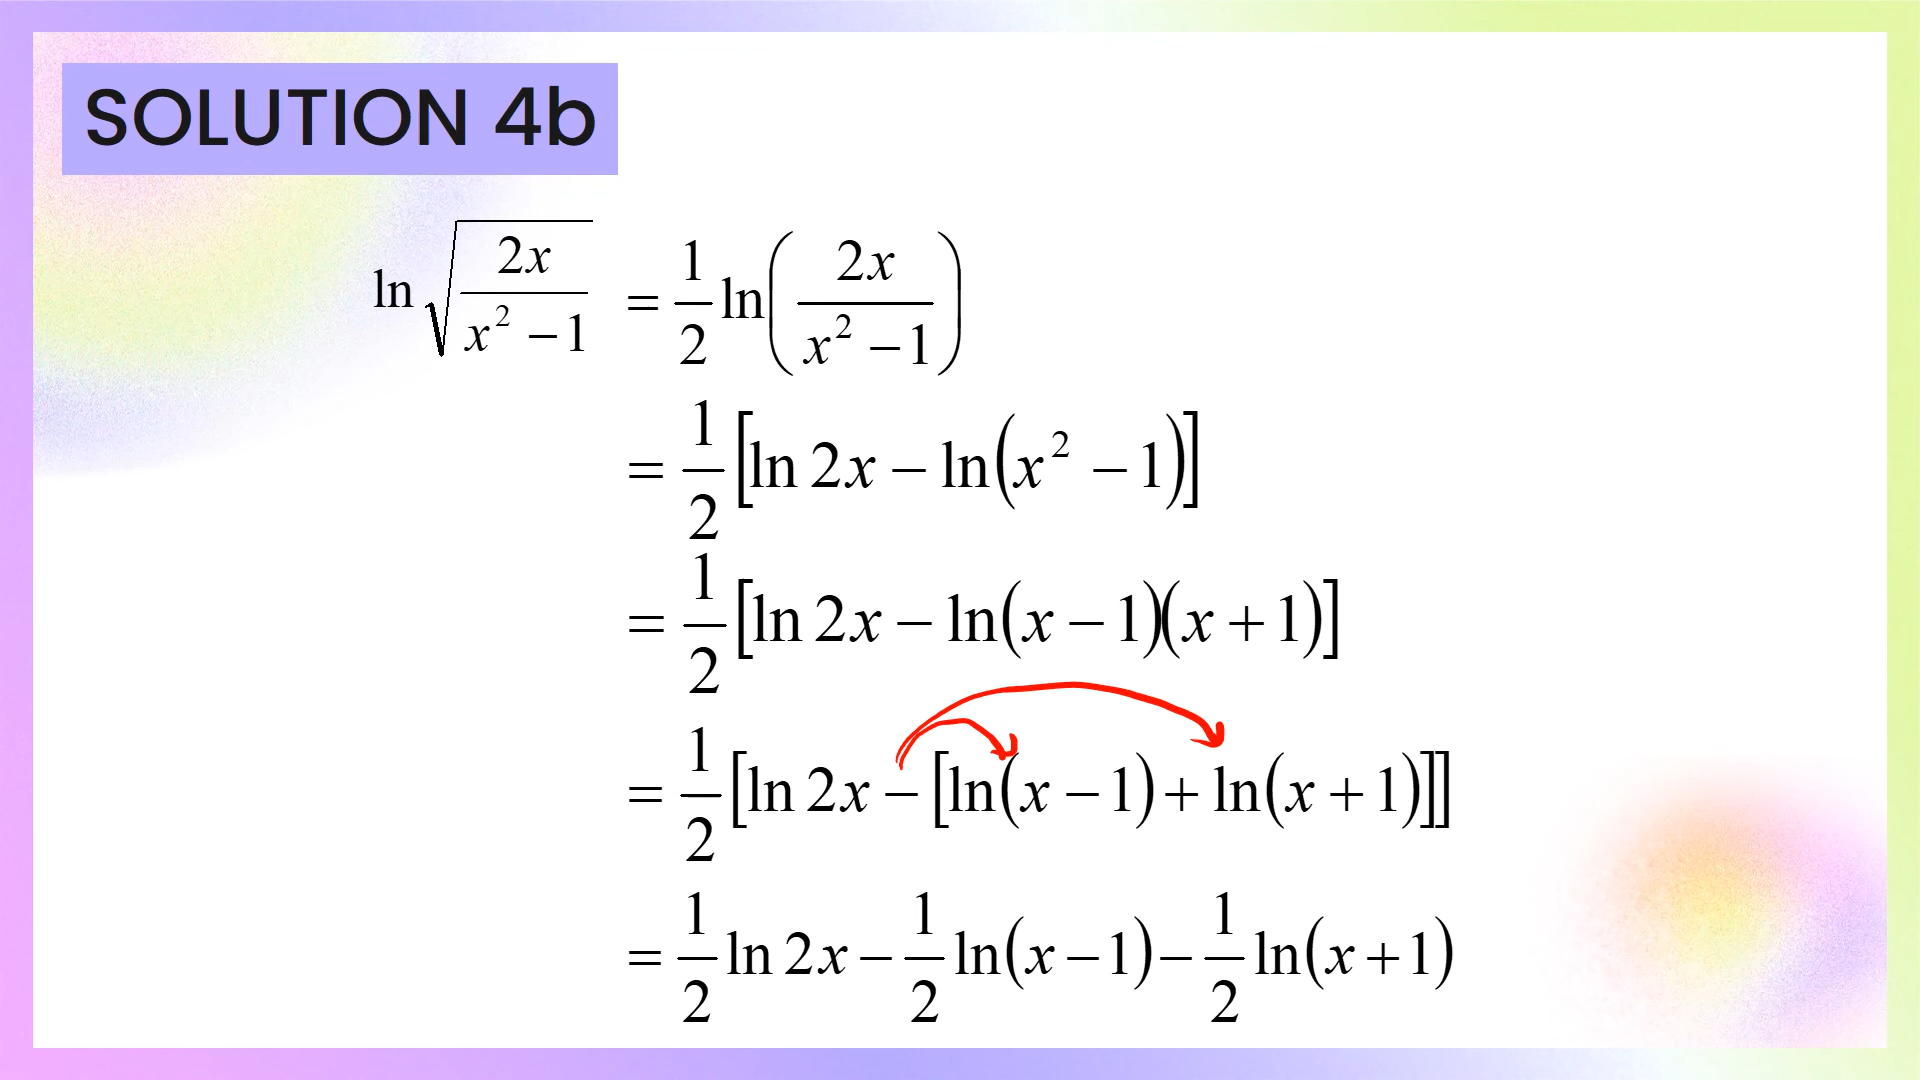 SOLUTION 4b
ln √(2x/(x² − 1)) = 1/2 ln(2x/(x² − 1))
= 1/2 [ln 2x − ln(x² − 1)]
= 1/2 [ln 2x − ln(x − 1)(x + 1)]
= 1/2 [ln 2x − [ln(x − 1) + ln(x + 1)]]
= 1/2 ln 2x − 1/2 ln(x − 1) − 1/2 ln(x + 1)